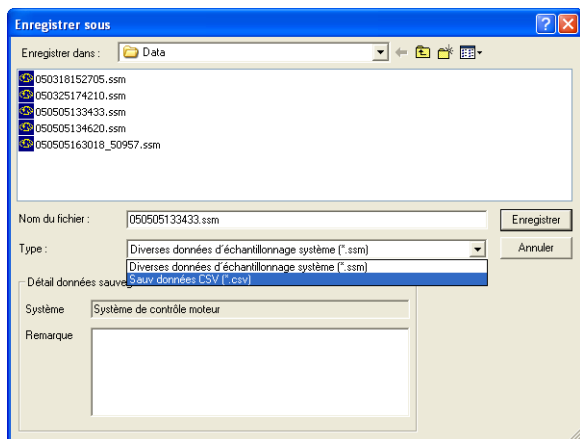 Enregistrer sous
Enregistrer dans : Data
050318152705.ssm
050325174210.ssm
050505133433.ssm
050505134620.ssm
050505163018_50957.ssm
Nom du fichier : 050505133433.ssm Enregistrer
Type : Diverses données d'échantillonnage système (*.ssm) Annuler
Diverses données d'échantillonnage système (*.ssm)
Sauv données CSV (*.csv)
Détail données sauve
Système Système de contrôle moteur
Remarque